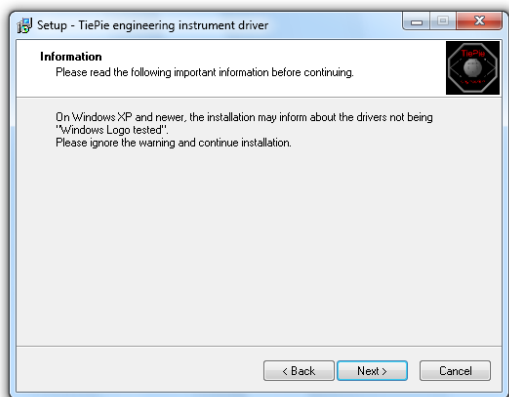 Setup - TiePie engineering instrument driver
Information
Please read the following important information before continuing.
TiePie
On Windows XP and newer, the installation may inform about the drivers not being
"Windows Logo tested".
Please ignore the warning and continue installation.
< Back
Next >
Cancel